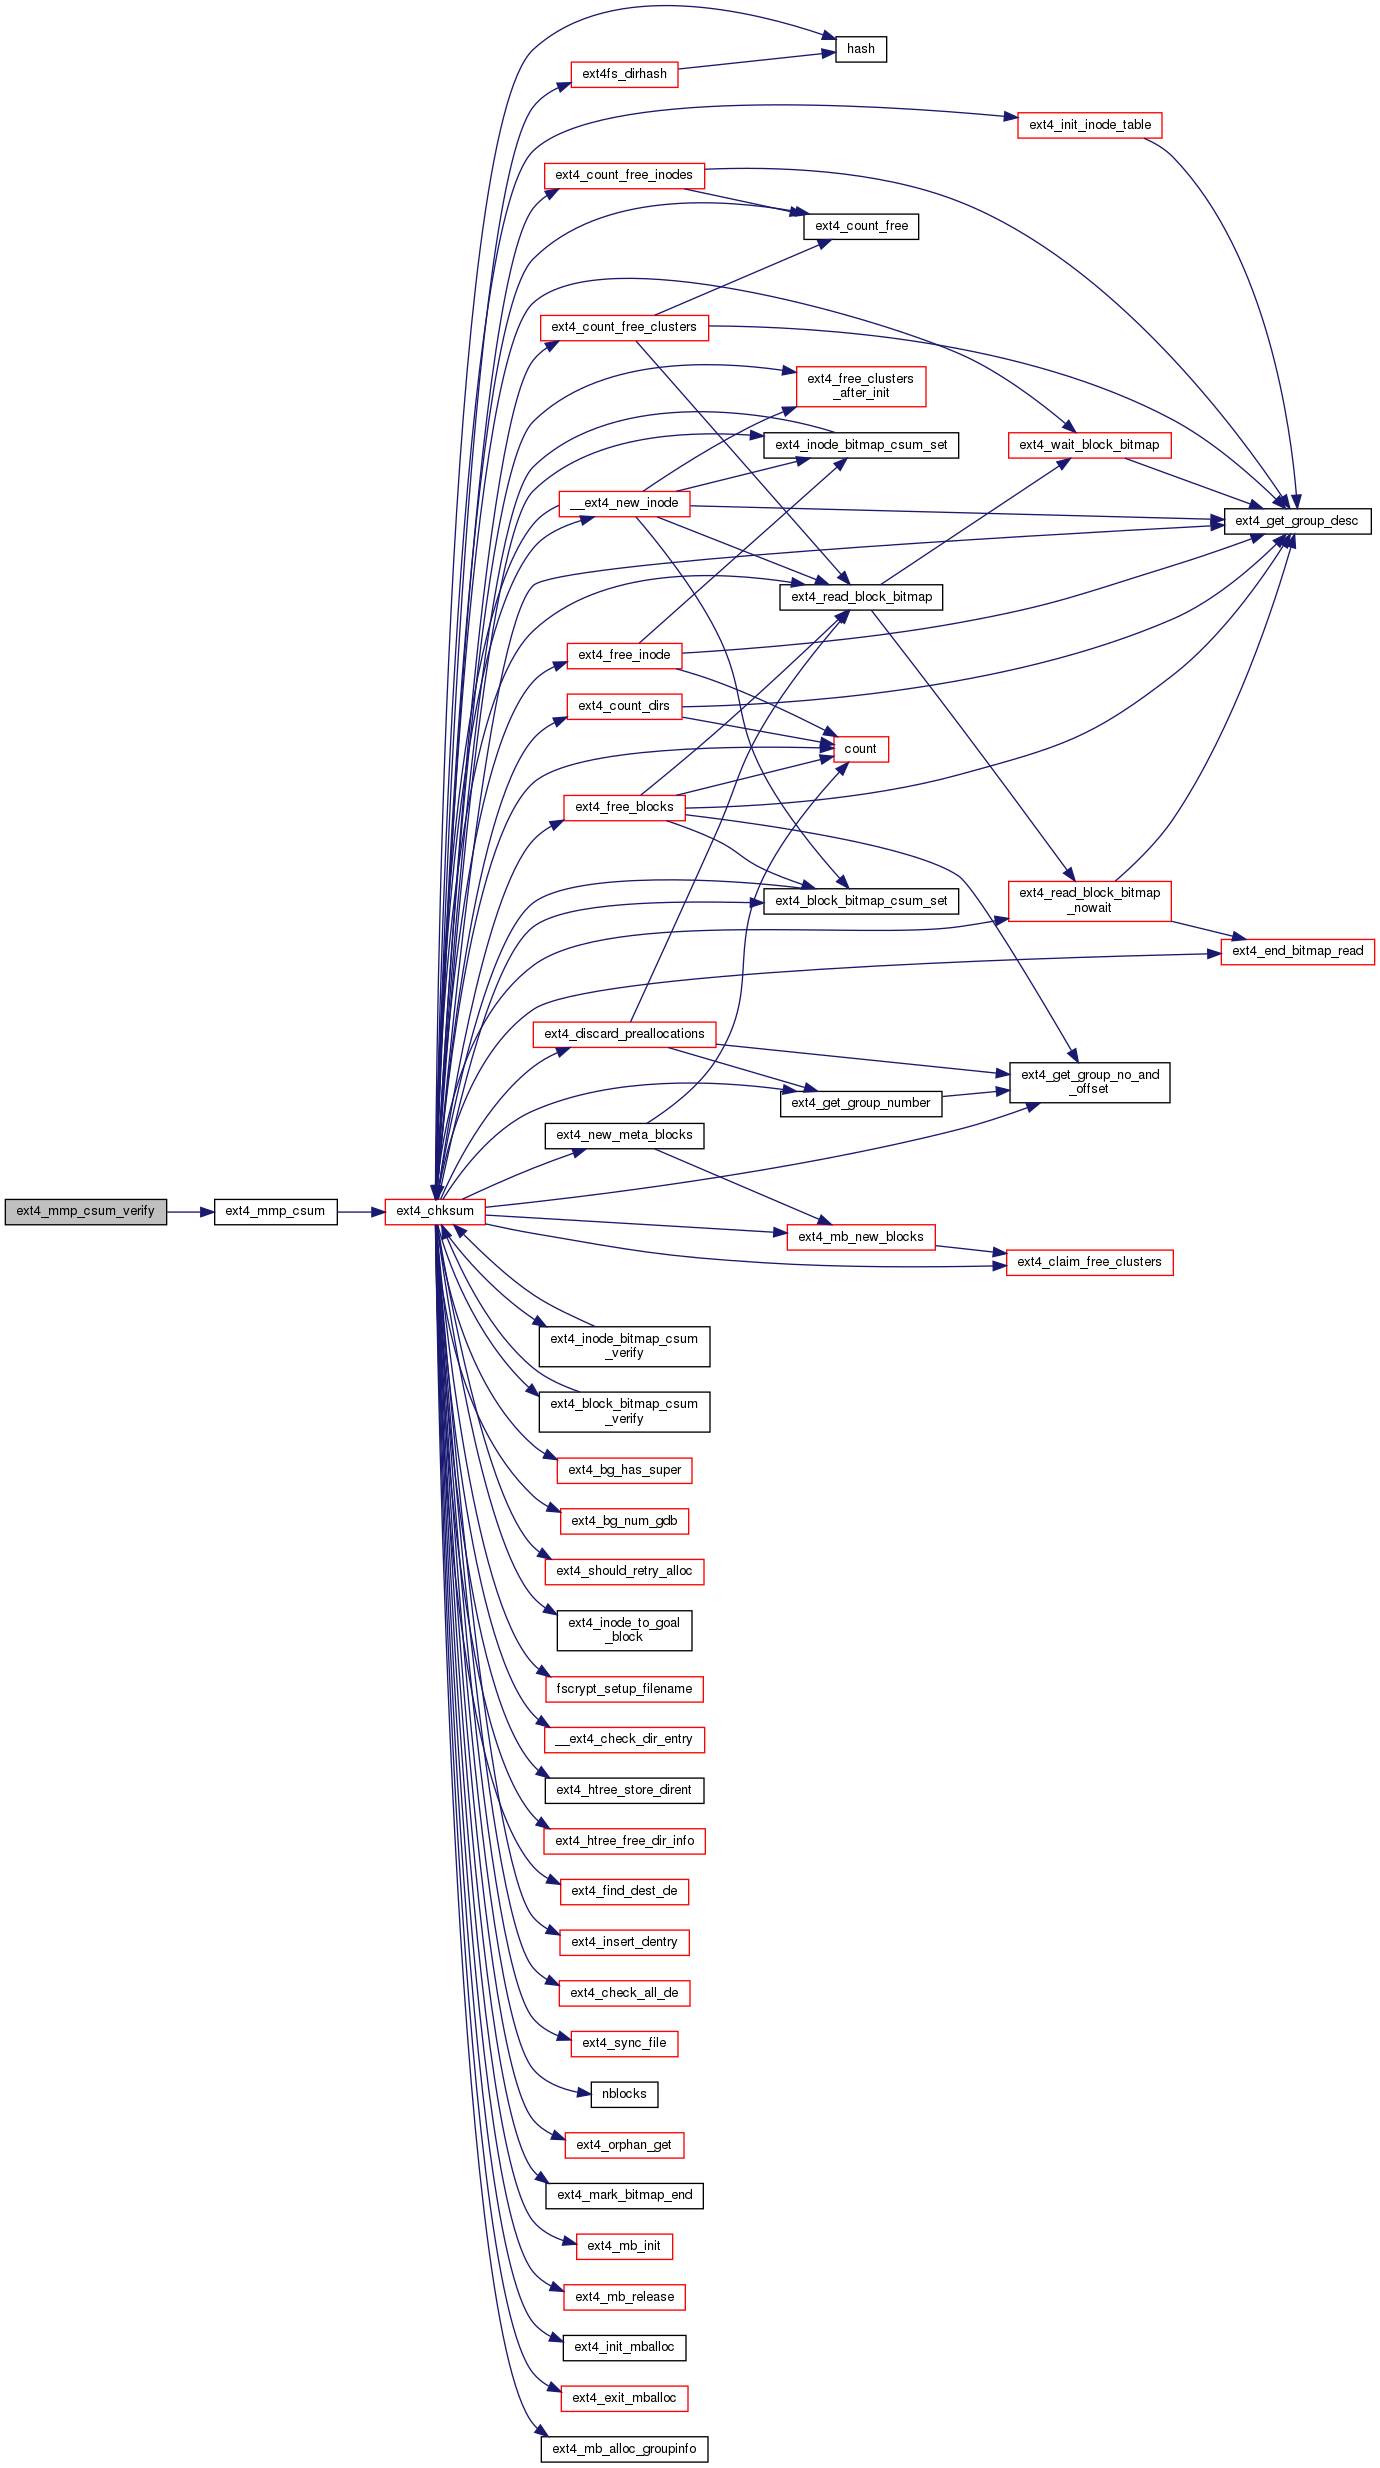 hash
ext4fs_dirhash
ext4_init_inode_table
ext4_count_free_inodes
ext4_count_free
ext4_count_free_clusters
ext4_free_clusters
_after_init
ext4_inode_bitmap_csum_set
ext4_wait_block_bitmap
__ext4_new_inode
ext4_get_group_desc
ext4_read_block_bitmap
ext4_free_inode
ext4_count_dirs
count
ext4_free_blocks
ext4_read_block_bitmap
_nowait
ext4_block_bitmap_csum_set
ext4_end_bitmap_read
ext4_discard_preallocations
ext4_get_group_no_and
_offset
ext4_get_group_number
ext4_new_meta_blocks
ext4_mmp_csum_verify
ext4_mmp_csum
ext4_chksum
ext4_mb_new_blocks
ext4_claim_free_clusters
ext4_inode_bitmap_csum
_verify
ext4_block_bitmap_csum
_verify
ext4_bg_has_super
ext4_bg_num_gdb
ext4_should_retry_alloc
ext4_inode_to_goal
_block
fscrypt_setup_filename
__ext4_check_dir_entry
ext4_htree_store_dirent
ext4_htree_free_dir_info
ext4_find_dest_de
ext4_insert_dentry
ext4_check_all_de
ext4_sync_file
nblocks
ext4_orphan_get
ext4_mark_bitmap_end
ext4_mb_init
ext4_mb_release
ext4_init_mballoc
ext4_exit_mballoc
ext4_mb_alloc_groupinfo